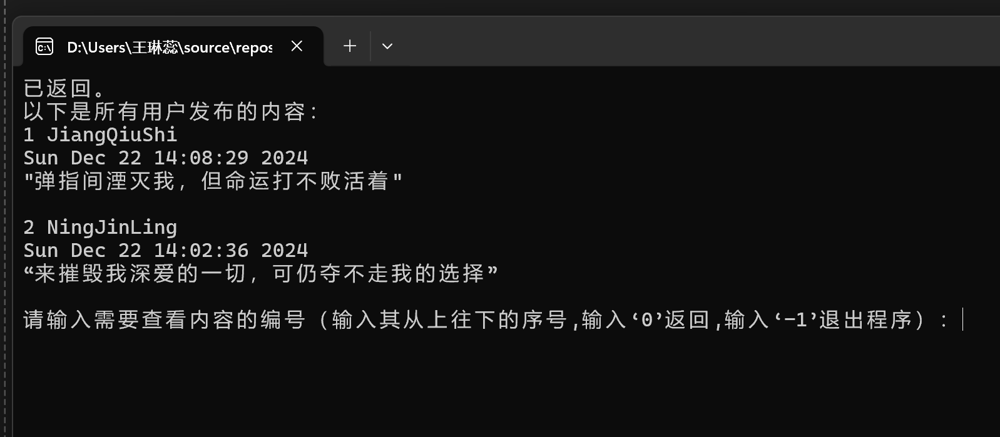 D:\Users\王琳蕊\source\repos
已返回。
以下是所有用户发布的内容：
1 JiangQiuShi
Sun Dec 22 14:08:29 2024
"弹指间湮灭我，但命运打不败活着"
2 NingJinLing
Sun Dec 22 14:02:36 2024
“来摧毁我深爱的一切，可仍夺不走我的选择”
请输入需要查看内容的编号（输入其从上往下的序号,输入‘0’返回,输入‘-1’退出程序）：